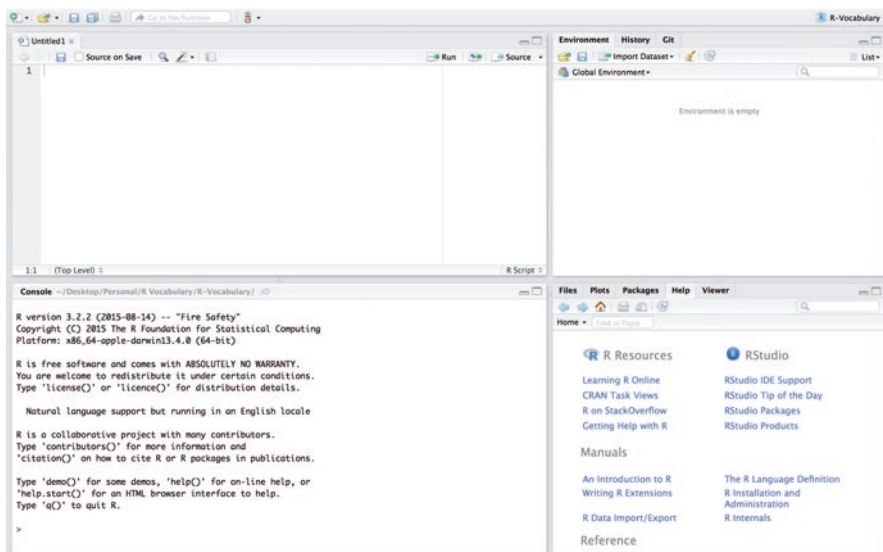 Go to file/function
R-Vocabulary
Untitled1
Source on Save
Run
Source
1
1:1 (Top Level)
R Script
Console ~/Desktop/Personal/R Vocabulary/R-Vocabulary/
R version 3.2.2 (2015-08-14) -- "Fire Safety"
Copyright (C) 2015 The R Foundation for Statistical Computing
Platform: x86_64-apple-darwin13.4.0 (64-bit)
R is free software and comes with ABSOLUTELY NO WARRANTY.
You are welcome to redistribute it under certain conditions.
Type 'license()' or 'licence()' for distribution details.
Natural language support but running in an English locale
R is a collaborative project with many contributors.
Type 'contributors()' for more information and
'citation()' on how to cite R or R packages in publications.
Type 'demo()' for some demos, 'help()' for on-line help, or
'help.start()' for an HTML browser interface to help.
Type 'q()' to quit R.
>
Environment History Git
Import Dataset
List
Global Environment
Environment is empty
Files Plots Packages Help Viewer
Home Find in Topic
R R Resources
Learning R Online
CRAN Task Views
R on StackOverflow
Getting Help with R
R RStudio
RStudio IDE Support
RStudio Tip of the Day
RStudio Packages
RStudio Products
Manuals
An Introduction to R
Writing R Extensions
R Data Import/Export
The R Language Definition
R Installation and
Administration
R Internals
Reference